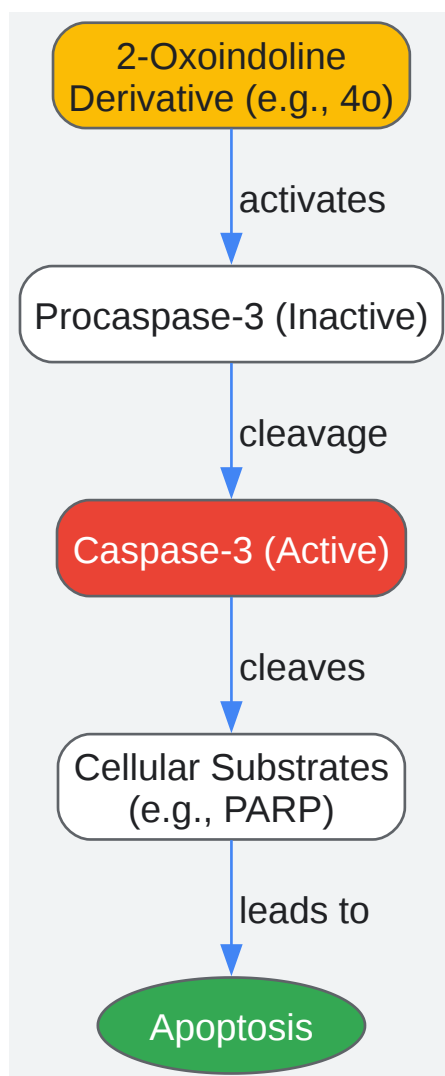 2-Oxoindoline
Derivative (e.g., 4o)
activates
Procaspase-3 (Inactive)
cleavage
Caspase-3 (Active)
cleaves
Cellular Substrates
(e.g., PARP)
leads to
Apoptosis